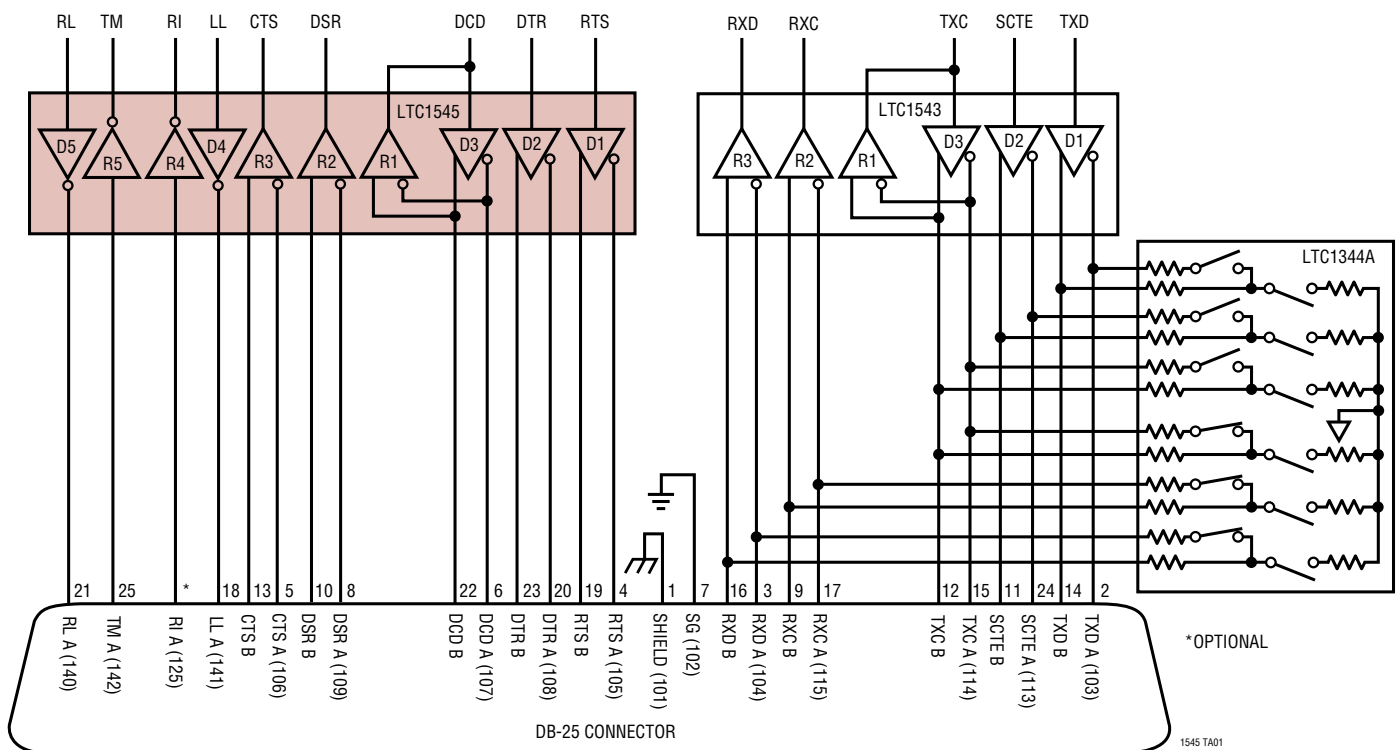 RL TM RI LL CTS DSR DCD DTR RTS RXD RXC TXC SCTE TXD
LTC1545
LTC1543
D5 R5 R4 D4 R3 R2 R1 D3 D2 D1
R3 R2 R1 D3 D2 D1
LTC1344A
21 25 * 18 13 5 10 8 22 6 23 20 19 4 1 7 16 3 9 17 12 15 11 24 14 2
RL A (140)
TM A (142)
RI A (125)
LL A (141)
CTS B
CTS A (106)
DSR B
DSR A (109)
DCD B
DCD A (107)
DTR B
DTR A (108)
RTS B
RTS A (105)
SHIELD (101)
SG (102)
RXD B
RXD A (104)
RXC B
RXC A (115)
TXC B
TXC A (114)
SCTE B
SCTE A (113)
TXD B
TXD A (103)
*OPTIONAL
DB-25 CONNECTOR
1545 TA01